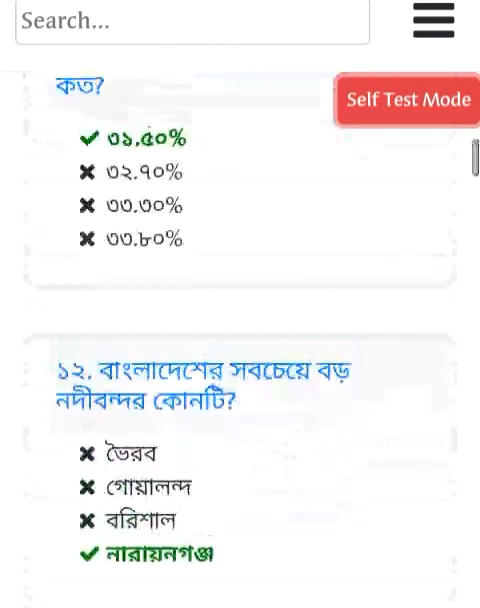 Search...
কত?
Self Test Mode
✔ ৩১.৫০%
✖ ৩২.৭০%
✖ ৩৩.৩০%
✖ ৩৩.৮০%
১২. বাংলাদেশের সবচেয়ে বড়
নদীবন্দর কোনটি?
✖ ভৈরব
✖ গোয়ালন্দ
✖ বরিশাল
✔ নারায়নগঞ্জ